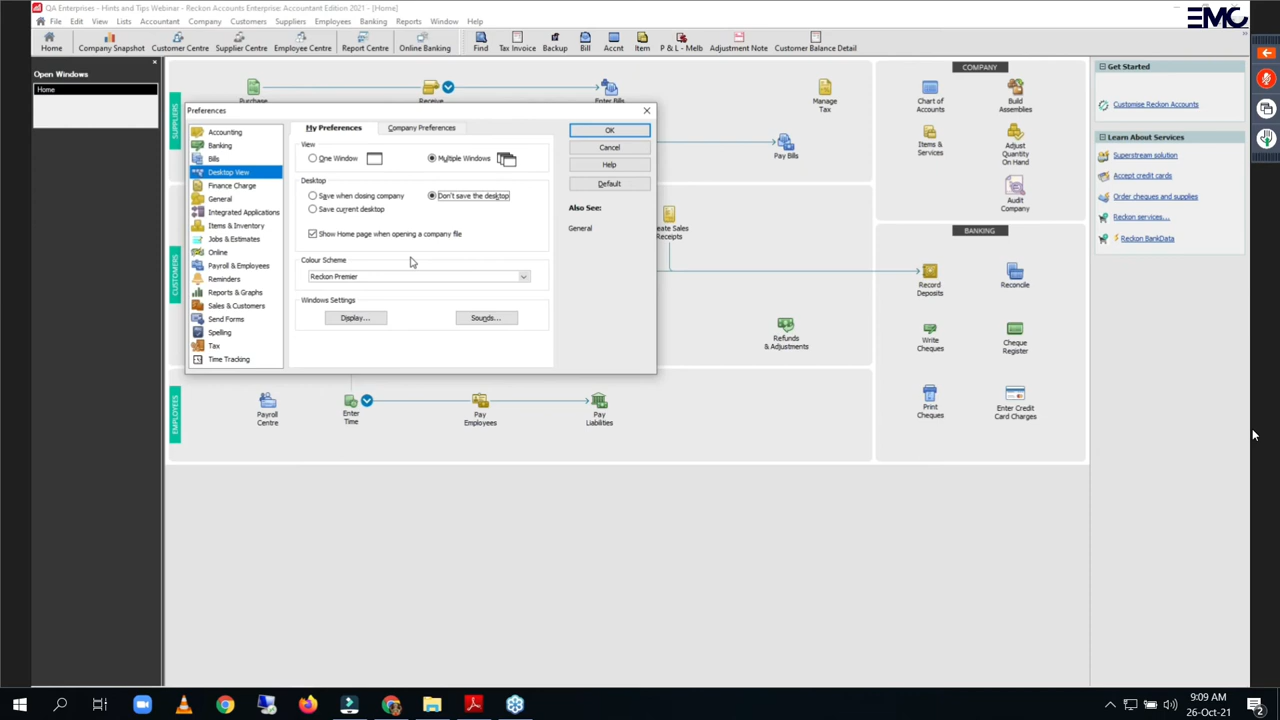 QA Enterprises - Hints and Tips Webinar - Reckon Accounts Enterprise: Accountant Edition 2021 - [Home]
EMC
File Edit View Lists Accountant Company Customers Suppliers Employees Banking Reports Window Help
Home Company Snapshot Customer Centre Supplier Centre Employee Centre Report Centre Online Banking Find Tax Invoice Backup Bill Accnt Item P & L - Melb Adjustment Note Customer Balance Detail
Open Windows
Home
SUPPLIERS
Purchase
Receive
Enter Bills
Manage
Tax
Pay Bills
Preferences
Accounting
Banking
Bills
Desktop View
Finance Charge
General
Integrated Applications
Items & Inventory
Jobs & Estimates
Online
Payroll & Employees
Reminders
Reports & Graphs
Sales & Customers
Send Forms
Spelling
Tax
Time Tracking
My Preferences Company Preferences
View
One Window Multiple Windows
Desktop
Save when closing company Don't save the desktop
Save current desktop
Show Home page when opening a company file
Colour Scheme
Reckon Premier
Windows Settings
Display... Sounds...
OK
Cancel
Help
Default
Also See:
General
CUSTOMERS
eate Sales
Receipts
Refunds
& Adjustments
EMPLOYEES
Payroll
Centre
Enter
Time
Pay
Employees
Pay
Liabilities
COMPANY
Chart of
Accounts
Build
Assemblies
Items &
Services
Adjust
Quantity
On Hand
Audit
Company
BANKING
Record
Deposits
Reconcile
Write
Cheques
Cheque
Register
Print
Cheques
Enter Credit
Card Charges
Get Started
Customise Reckon Accounts
Learn About Services
Superstream solution
Accept credit cards
Order cheques and supplies
Reckon services...
Reckon BankData
9:09 AM
26-Oct-21
2